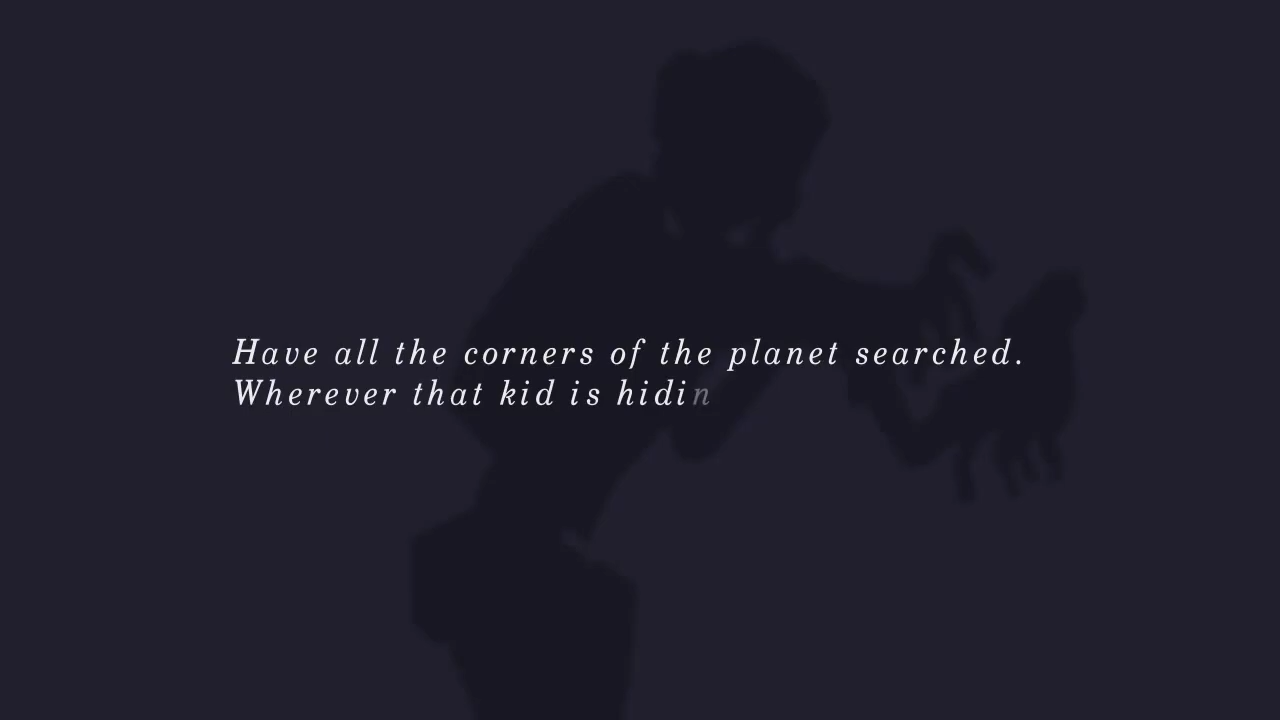 Have all the corners of the planet searched.
Wherever that kid is hidin